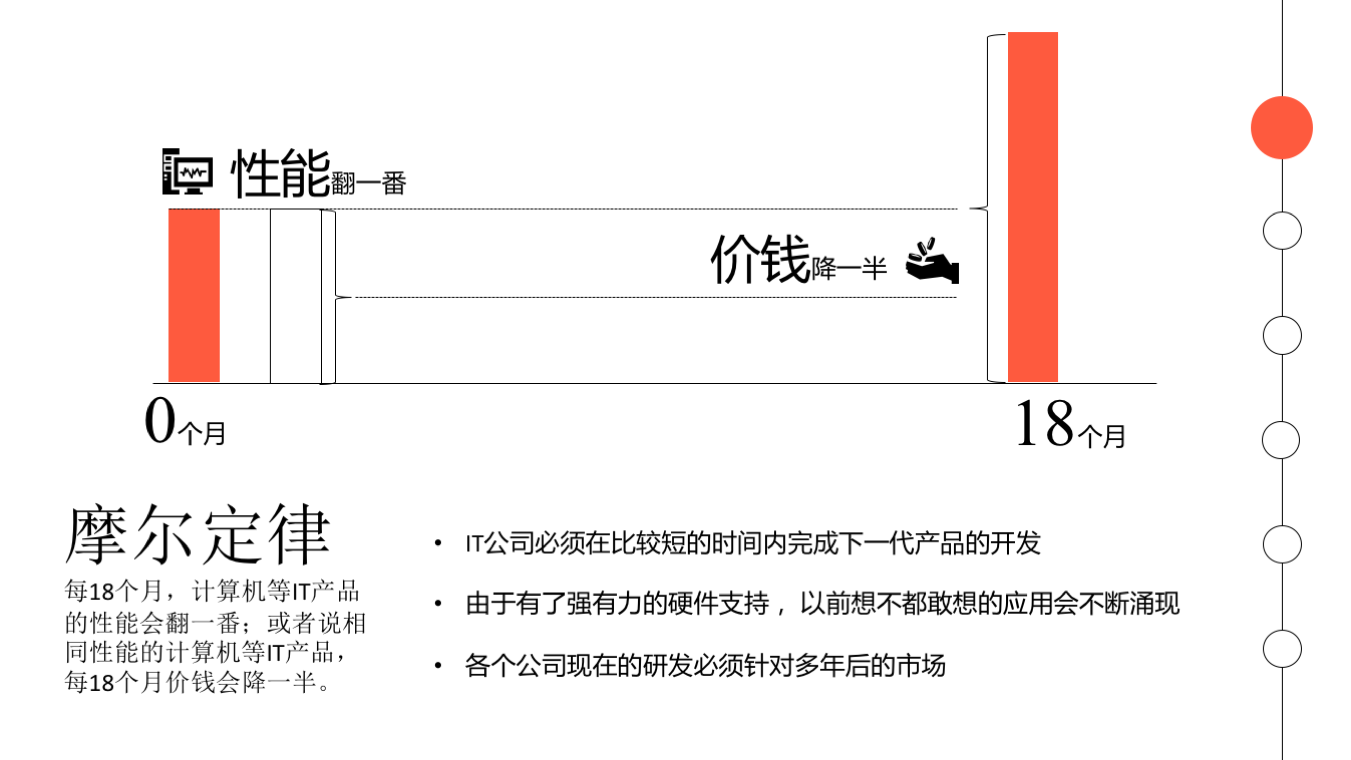 性能翻一番
价钱降一半
0个月
18个月
摩尔定律
每18个月，计算机等IT产品
的性能会翻一番；或者说相
同性能的计算机等IT产品，
每18个月价钱会降一半。
• IT公司必须在比较短的时间内完成下一代产品的开发
• 由于有了强有力的硬件支持，以前想不都敢想的应用会不断涌现
• 各个公司现在的研发必须针对多年后的市场